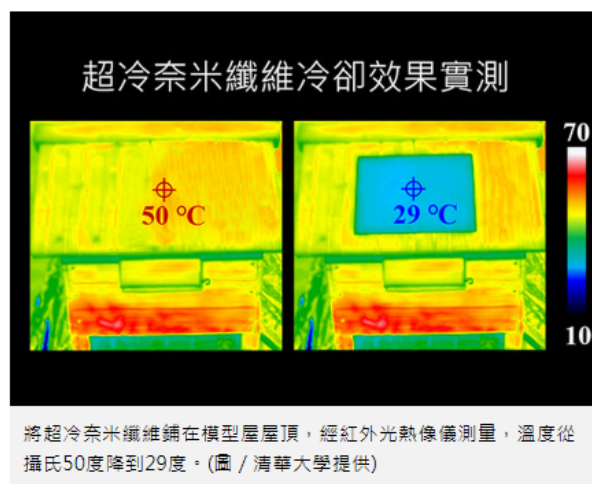 超冷奈米纖維冷卻效果實測
70
50 ℃
29 ℃
10
將超冷奈米纖維鋪在模型屋屋頂，經紅外光熱像儀測量，溫度從
攝氏50度降到29度。(圖 / 清華大學提供)